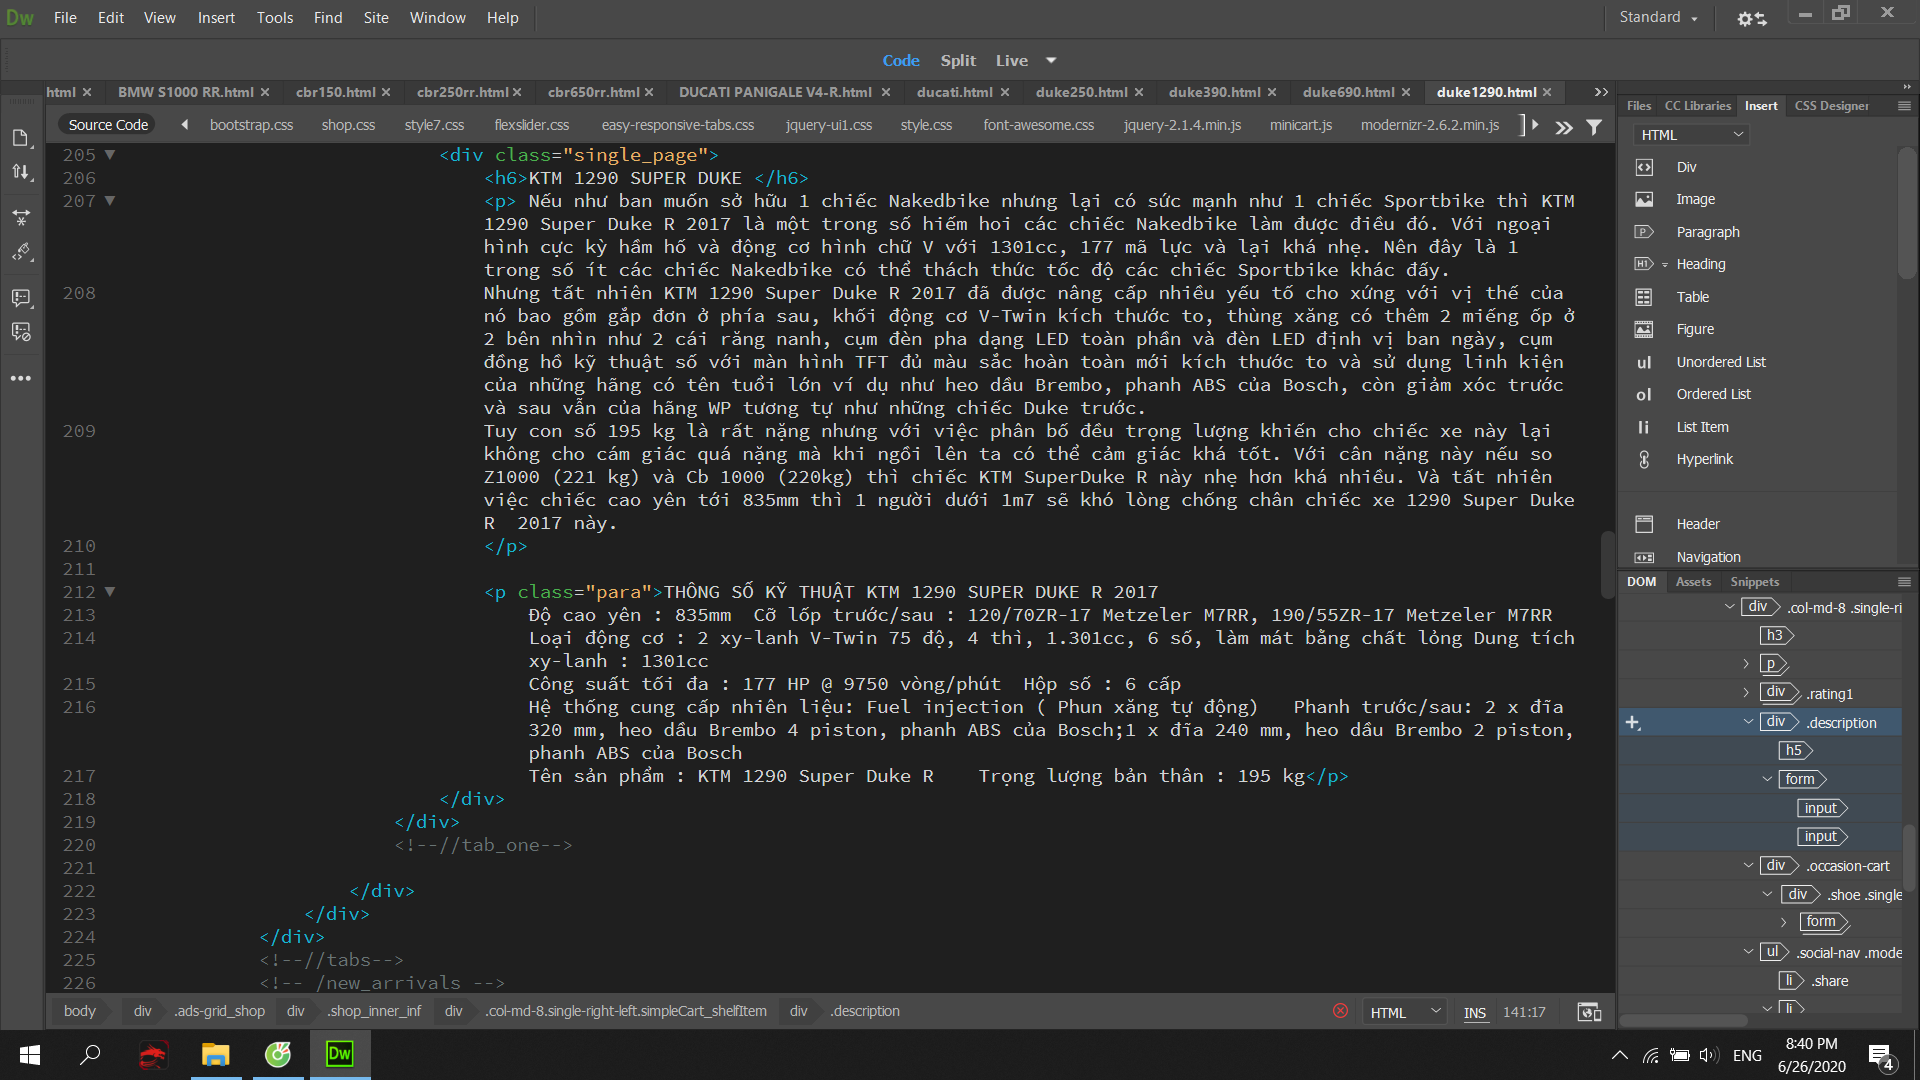 Dw File Edit View Insert Tools Find Site Window Help Standard
Code Split Live
html BMW S1000 RR.html cbr150.html cbr250rr.html cbr650rr.html DUCATI PANIGALE V4-R.html ducati.html duke250.html duke390.html duke690.html duke1290.html
Source Code bootstrap.css shop.css style7.css flexslider.css easy-responsive-tabs.css jquery-ui1.css style.css font-awesome.css jquery-2.1.4.min.js minicart.js modernizr-2.6.2.min.js
205 <div class="single_page">
206 <h6>KTM 1290 SUPER DUKE </h6>
207 <p> Nếu như bạn muốn sở hữu 1 chiếc Nakedbike nhưng lại có sức mạnh như 1 chiếc Sportbike thì KTM
1290 Super Duke R 2017 là một trong số hiếm hoi các chiếc Nakedbike làm được điều đó. Với ngoại
hình cực kỳ hầm hố và động cơ hình chữ V với 1301cc, 177 mã lực và lại khá nhẹ. Nên đây là 1
trong số ít các chiếc Nakedbike có thể thách thức tốc độ các chiếc Sportbike khác đấy.
208 Nhưng tất nhiên KTM 1290 Super Duke R 2017 đã được nâng cấp nhiều yếu tố cho xứng với vị thế của
nó bao gồm gắp đơn ở phía sau, khối động cơ V-Twin kích thước to, thùng xăng có thêm 2 miếng ốp ở
2 bên nhìn như 2 cái răng nanh, cụm đèn pha dạng LED toàn phần và đèn LED định vị ban ngày, cụm
đồng hồ kỹ thuật số với màn hình TFT đủ màu sắc hoàn toàn mới kích thước to và sử dụng linh kiện
của những hãng có tên tuổi lớn ví dụ như heo dầu Brembo, phanh ABS của Bosch, còn giảm xóc trước
và sau vẫn của hãng WP tương tự như những chiếc Duke trước.
209 Tuy con số 195 kg là rất nặng nhưng với việc phân bố đều trọng lượng khiến cho chiếc xe này lại
không cho cám giác quá nặng mà khi ngồi lên ta có thể cảm giác khá tốt. Với cân nặng này nếu so
Z1000 (221 kg) và Cb 1000 (220kg) thì chiếc KTM SuperDuke R này nhẹ hơn khá nhiều. Và tất nhiên
việc chiếc cao yên tới 835mm thì 1 người dưới 1m7 sẽ khó lòng chống chân chiếc xe 1290 Super Duke
R  2017 này.
210 </p>
211
212 <p class="para">THÔNG SỐ KỸ THUẬT KTM 1290 SUPER DUKE R 2017
213 Độ cao yên : 835mm  Cỡ lốp trước/sau : 120/70ZR-17 Metzeler M7RR, 190/55ZR-17 Metzeler M7RR
214 Loại động cơ : 2 xy-lanh V-Twin 75 độ, 4 thì, 1.301cc, 6 số, làm mát bằng chất lỏng Dung tích
xy-lanh : 1301cc
215 Công suất tối đa : 177 HP @ 9750 vòng/phút  Hộp số : 6 cấp
216 Hệ thống cung cấp nhiên liệu: Fuel injection ( Phun xăng tự động)   Phanh trước/sau: 2 x đĩa
320 mm, heo dầu Brembo 4 piston, phanh ABS của Bosch;1 x đĩa 240 mm, heo dầu Brembo 2 piston,
phanh ABS của Bosch
217 Tên sản phẩm : KTM 1290 Super Duke R    Trọng lượng bản thân : 195 kg</p>
218 </div>
219 </div>
220 <!--//tab_one-->
221
222 </div>
223 </div>
224 </div>
225 <!--//tabs-->
226 <!-- /new_arrivals -->
body div .ads-grid_shop div .shop_inner_inf div .col-md-8.single-right-left.simpleCart_shelfItem div .description HTML INS 141:17
Files CC Libraries Insert CSS Designer
HTML
Div
Image
Paragraph
H1 Heading
Table
Figure
ul Unordered List
ol Ordered List
li List Item
Hyperlink
Header
Navigation
DOM Assets Snippets
div .col-md-8 .single-ri
h3
p
div .rating1
div .description
h5
form
input
input
div .occasion-cart
div .shoe .single
form
ul .social-nav .mode
li .share
li
Dw ENG 8:40 PM
6/26/2020 4